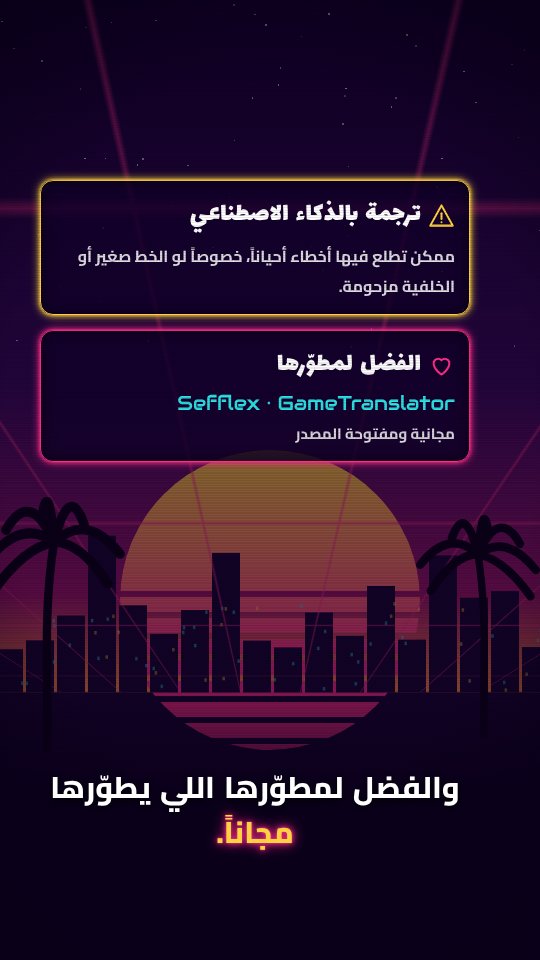 ترجمة بالذكاء الاصطناعي
ممكن تطلع فيها أخطاء أحياناً، خصوصاً لو الخط صغير أو
الخلفية مزحومة.
الفضل لمطوّرها
Sefflex · GameTranslator
مجانية ومفتوحة المصدر
والفضل لمطوّرها اللي يطوّرها
مجاناً.